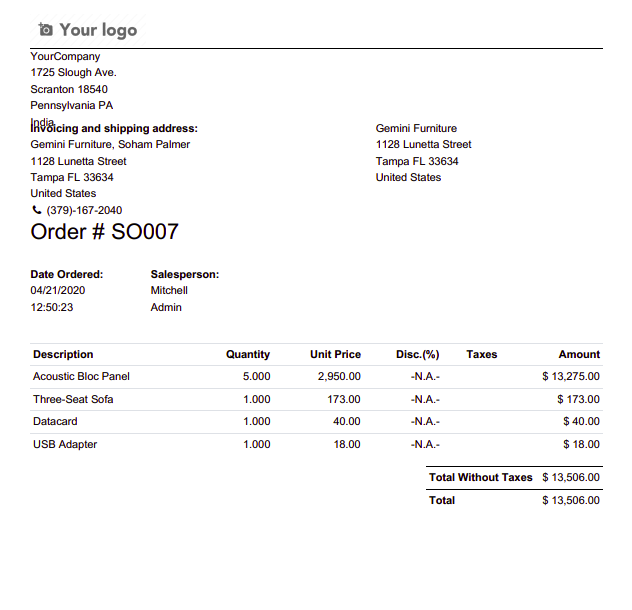 Your logo
YourCompany
1725 Slough Ave.
Scranton 18540
Pennsylvania PA
India
Invoicing and shipping address:
Gemini Furniture, Soham Palmer
1128 Lunetta Street
Tampa FL 33634
United States
(379)-167-2040
Gemini Furniture
1128 Lunetta Street
Tampa FL 33634
United States
Order # SO007
Date Ordered: Salesperson:
04/21/2020 Mitchell
12:50:23 Admin
Description Quantity Unit Price Disc.(%) Taxes Amount
Acoustic Bloc Panel 5.000 2,950.00 -N.A.- $ 13,275.00
Three-Seat Sofa 1.000 173.00 -N.A.- $ 173.00
Datacard 1.000 40.00 -N.A.- $ 40.00
USB Adapter 1.000 18.00 -N.A.- $ 18.00
Total Without Taxes $ 13,506.00
Total $ 13,506.00